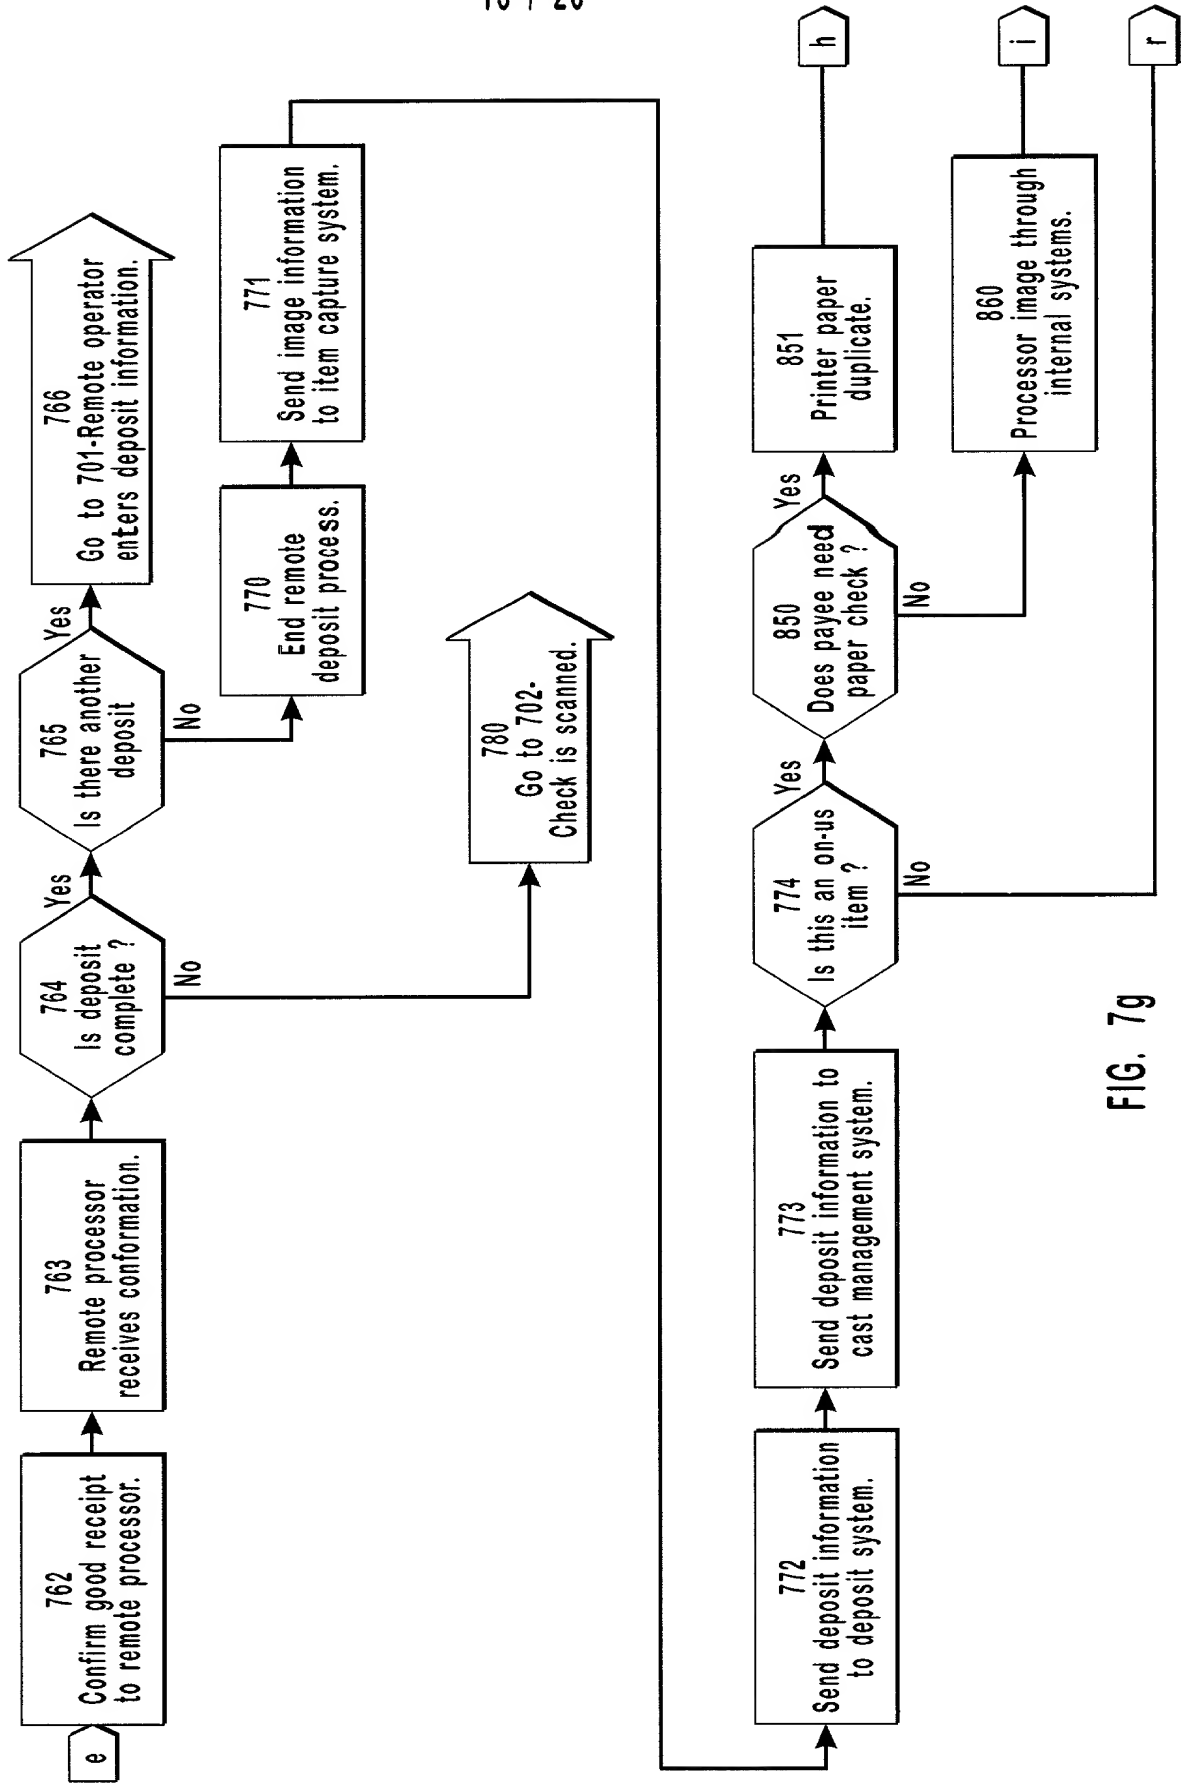 e
762
Confirm good receipt
to remote processor.
763
Remote processor
receives conformation.
764
Is deposit
complete ?
Yes
No
765
Is there another
deposit
Yes
No
766
Go to 701-Remote operator
enters deposit information.
770
End remote
deposit process.
771
Send image information
to item capture system.
780
Go to 702-
Check is scanned.
772
Send deposit information
to deposit system.
773
Send deposit information to
cast management system.
774
Is this an on-us
item ?
Yes
No
850
Does payee need
paper check ?
Yes
No
851
Printer paper
duplicate.
860
Processor image through
internal systems.
h
i
r
FIG. 7g